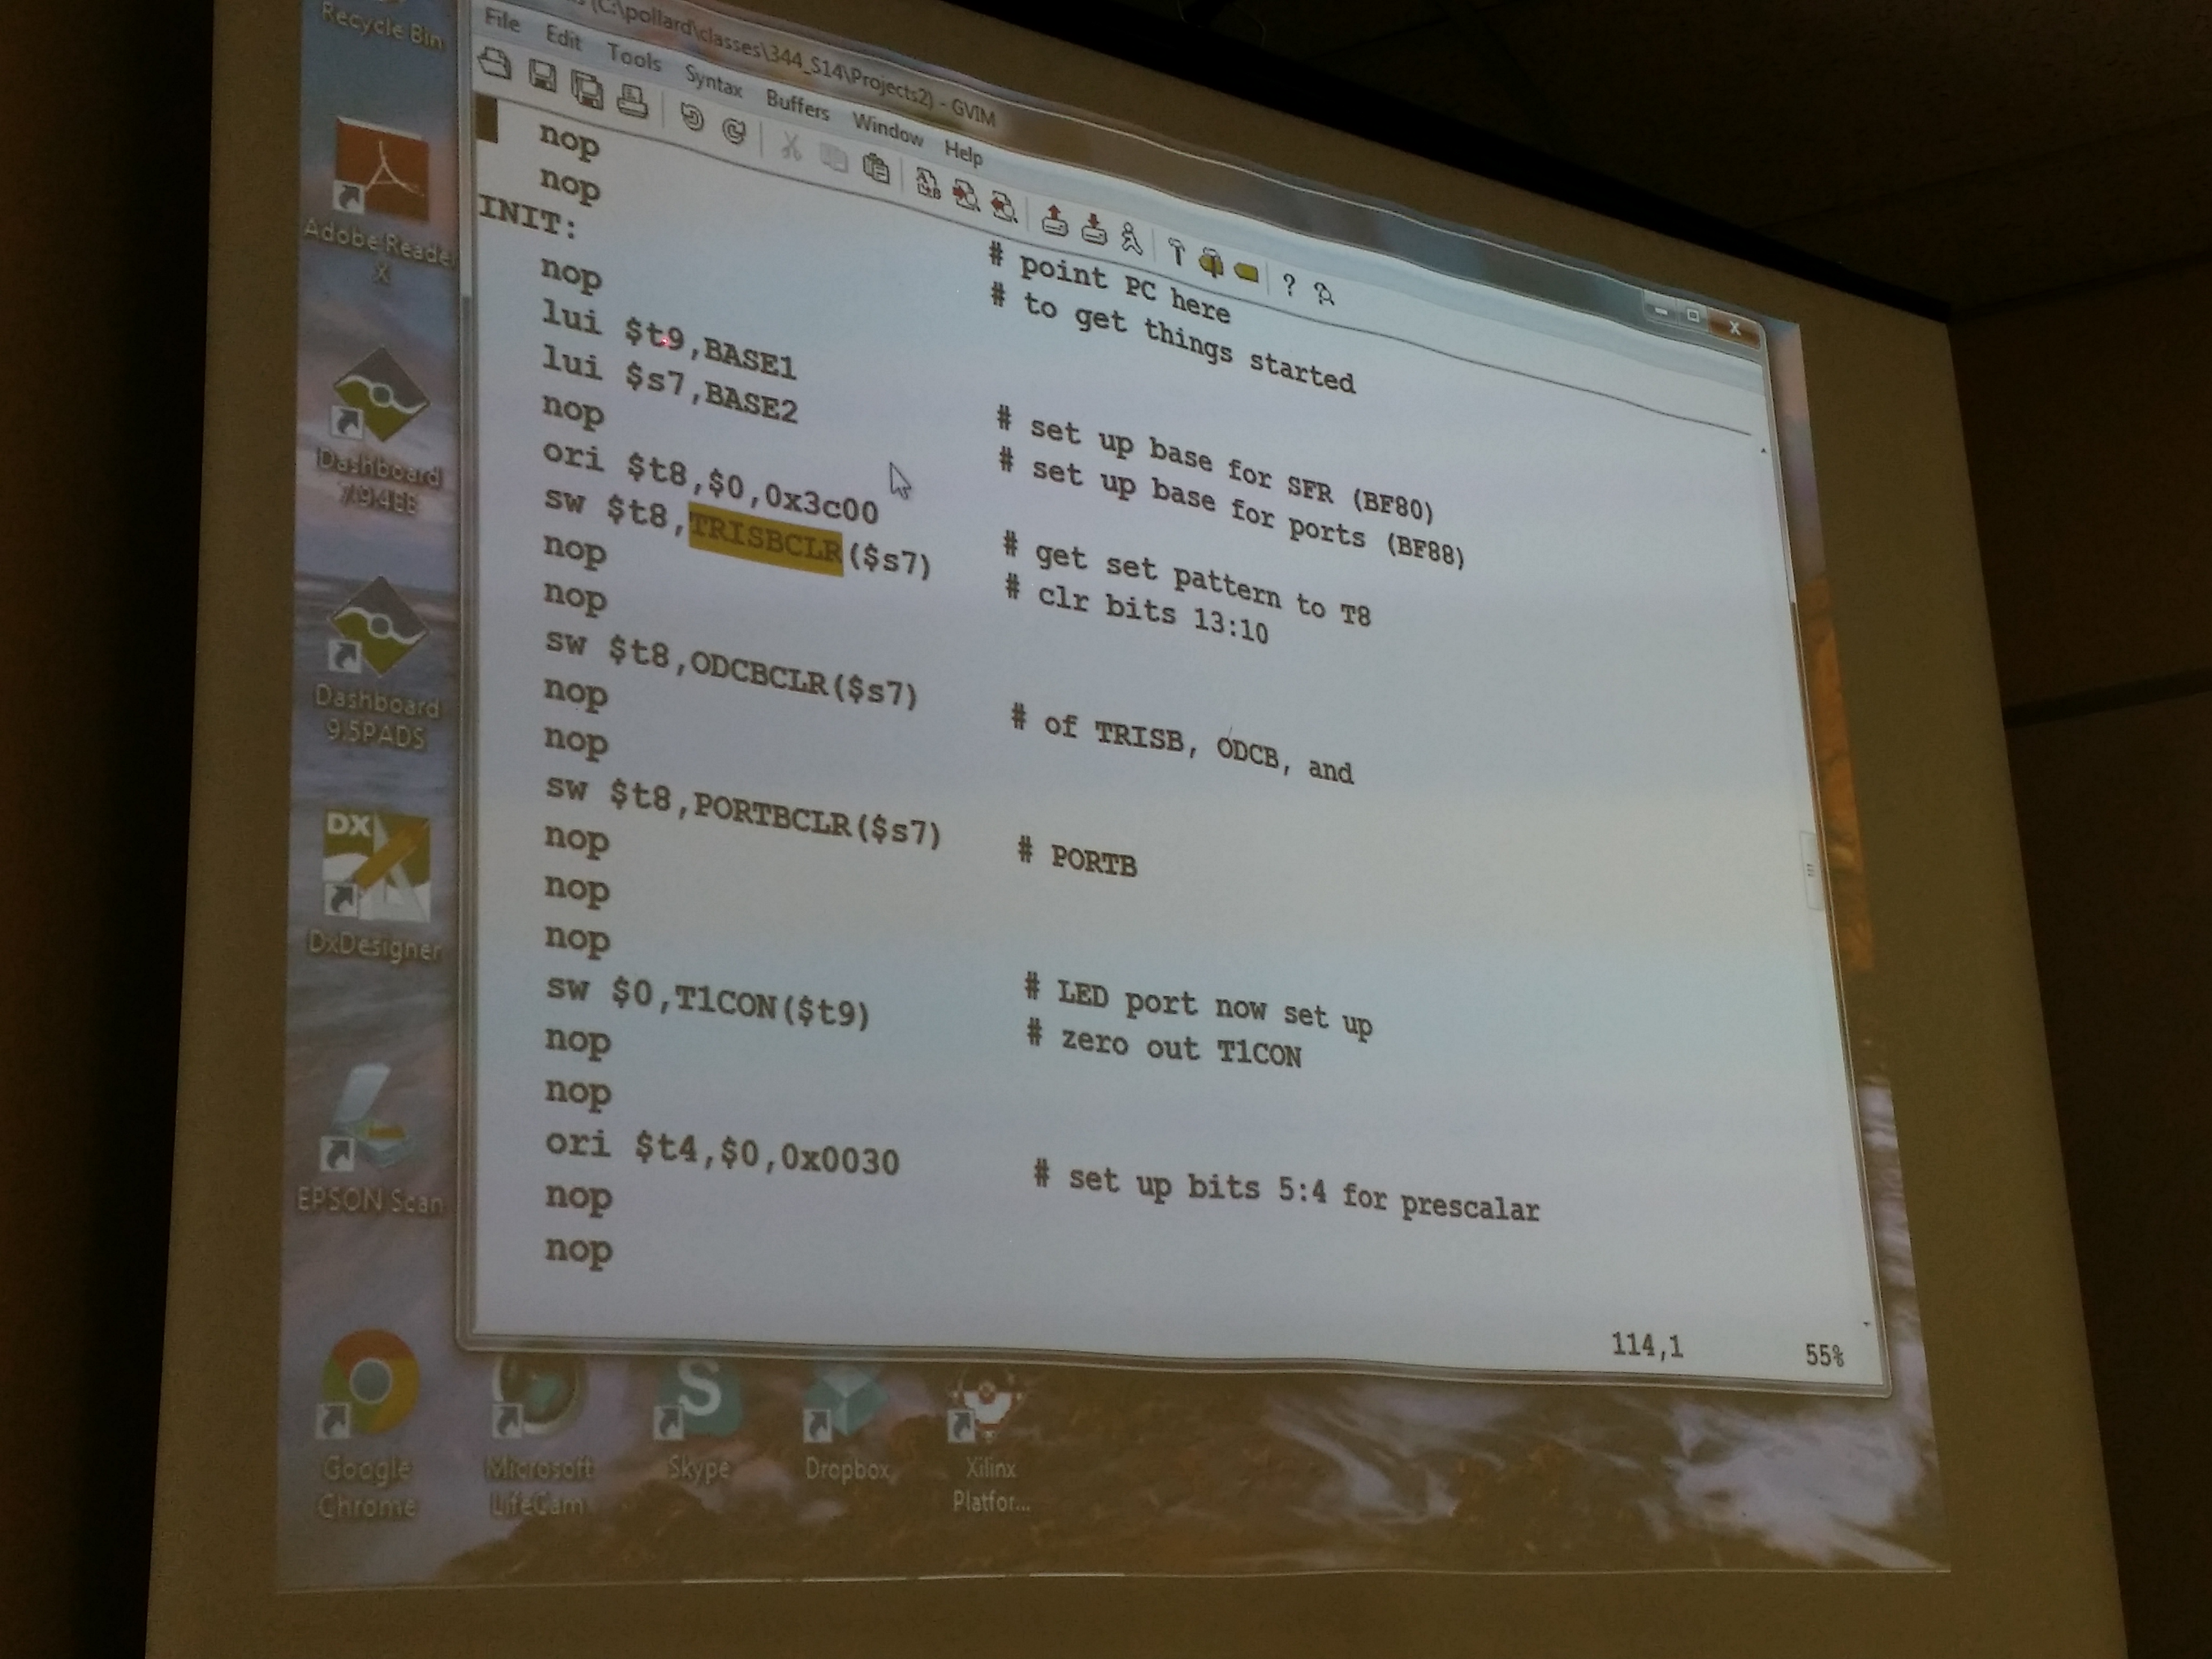 (C:\pollard\classes\344_S14\Projects2) - GVIM
File Edit Tools Syntax Buffers Window Help
nop # point PC here
nop # to get things started
INIT:
nop
lui $t9,BASE1 # set up base for SFR (BF80)
lui $s7,BASE2 # set up base for ports (BF88)
nop
ori $t8,$0,0x3c00 # get set pattern to T8
sw $t8,TRISBCLR($s7) # clr bits 13:10
nop
nop
sw $t8,ODCBCLR($s7) # of TRISB, ODCB, and
nop
nop
sw $t8,PORTBCLR($s7) # PORTB
nop
nop
nop # LED port now set up
sw $0,T1CON($t9) # zero out T1CON
nop
nop
ori $t4,$0,0x0030 # set up bits 5:4 for prescalar
nop
nop
114,1 55%
Recycle Bin
Adobe Reader
X
Dashboard
7.9.4EE
Dashboard
9.5PADS
DX
DxDesigner
EPSON Scan
Google
Chrome
Microsoft
LifeCam
S
Skype
Dropbox
Xilinx
Platfor...